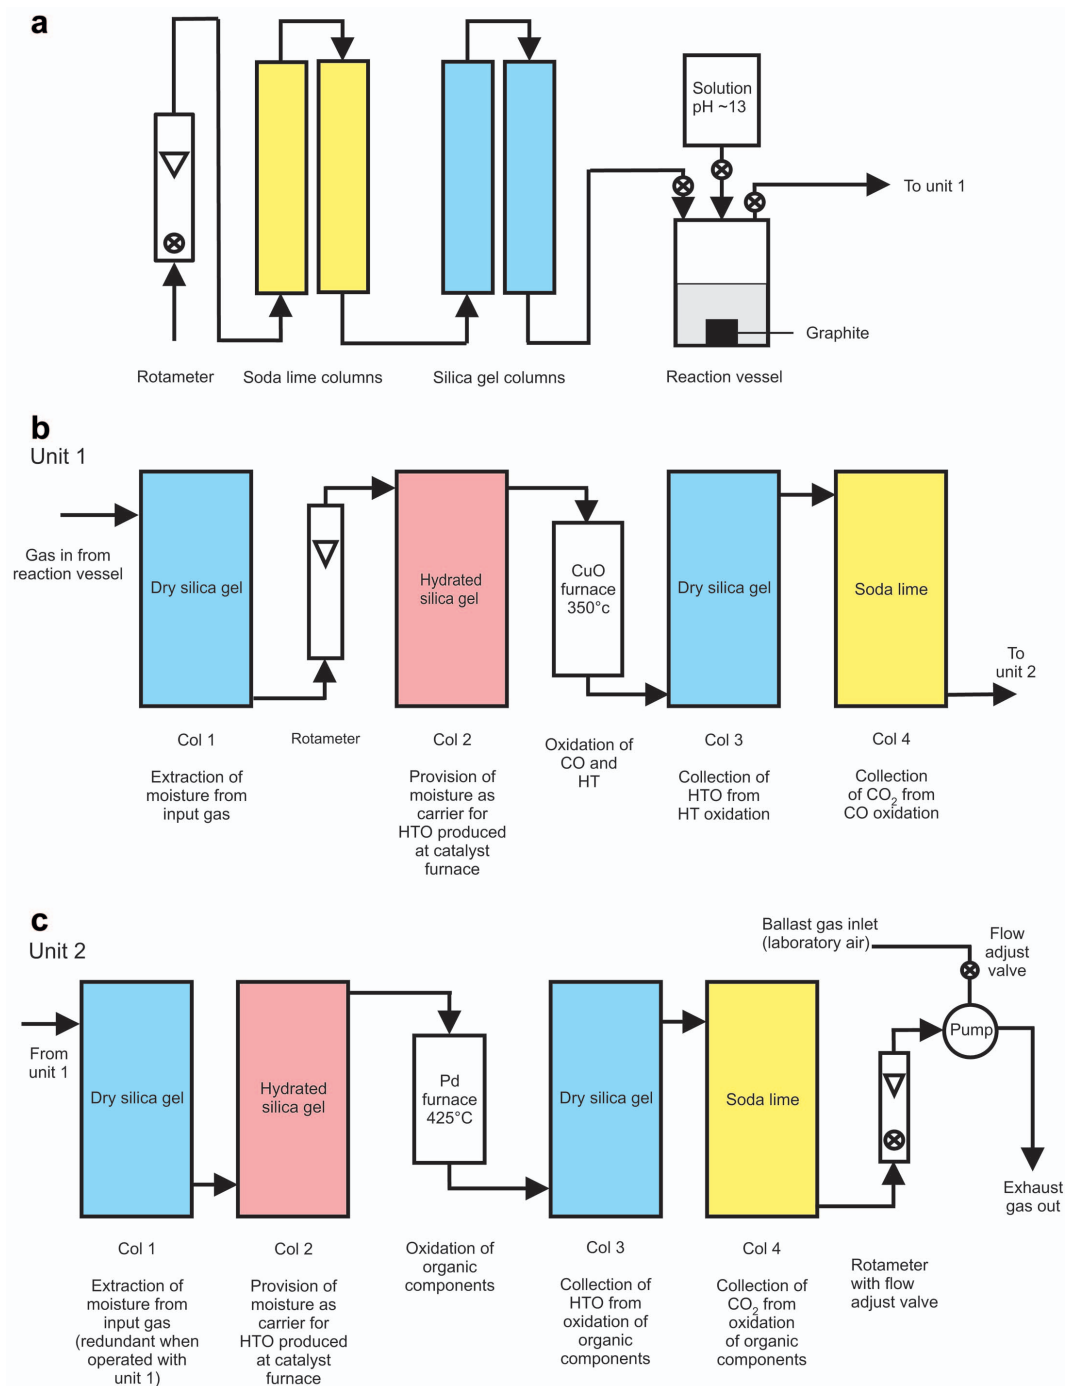 a
Solution
pH ~13
To unit 1
Graphite
Rotameter
Soda lime columns
Silica gel columns
Reaction vessel
b
Unit 1
Gas in from
reaction vessel
Dry silica gel
Hydrated
silica gel
CuO
furnace
350°c
Dry silica gel
Soda lime
To
unit 2
Col 1
Extraction of
moisture from
input gas
Rotameter
Col 2
Provision of
moisture as
carrier for
HTO produced
at catalyst
furnace
Oxidation of
CO and
HT
Col 3
Collection of
HTO from
HT oxidation
Col 4
Collection
of CO₂ from
CO oxidation
c
Unit 2
Ballast gas inlet
(laboratory air)
Flow
adjust
valve
From
unit 1
Dry silica gel
Hydrated
silica gel
Pd
furnace
425°C
Dry silica gel
Soda lime
Pump
Exhaust
gas out
Col 1
Extraction of
moisture from
input gas
(redundant when
operated with
unit 1)
Col 2
Provision of
moisture as
carrier for
HTO produced
at catalyst
furnace
Oxidation of
organic
components
Col 3
Collection of
HTO from
oxidation of
organic
components
Col 4
Collection of
CO₂ from
oxidation
of organic
components
Rotameter
with flow
adjust valve